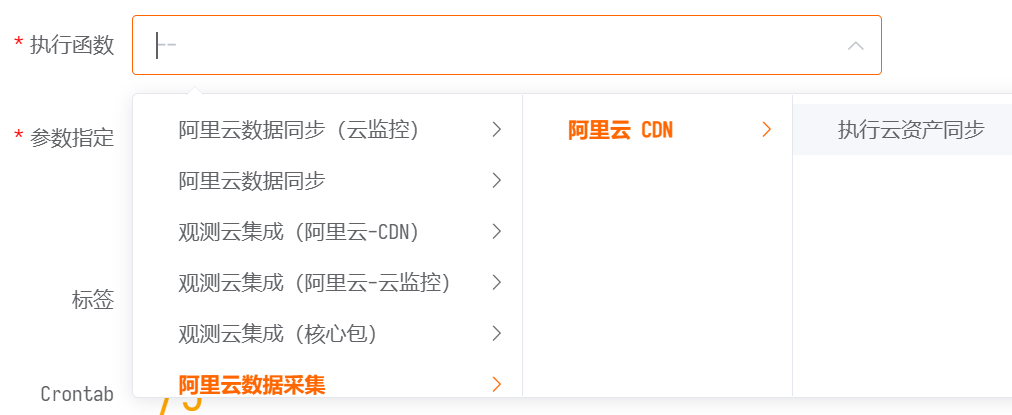 * 执行函数
--
* 参数指定
标签
Crontab
阿里云数据同步（云监控）
阿里云数据同步
观测云集成（阿里云-CDN）
观测云集成（阿里云-云监控）
观测云集成（核心包）
阿里云数据采集
阿里云 CDN
执行云资产同步